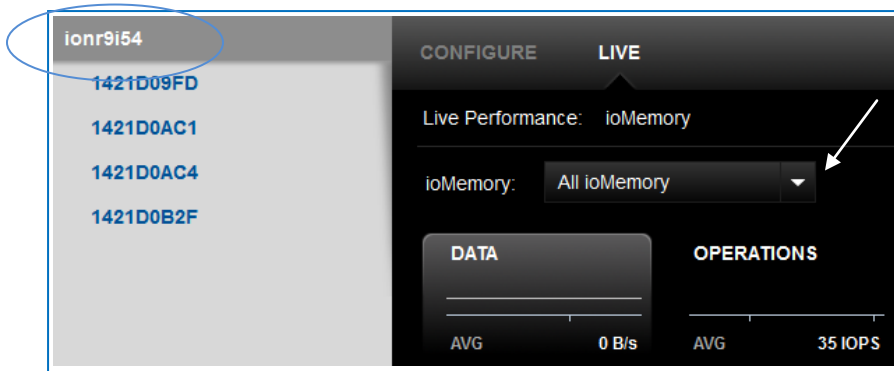 ionr9i54
1421D09FD
1421D0AC1
1421D0AC4
1421D0B2F
CONFIGURE LIVE
Live Performance: ioMemory
ioMemory: All ioMemory
DATA OPERATIONS
AVG 0 B/s AVG 35 IOPS